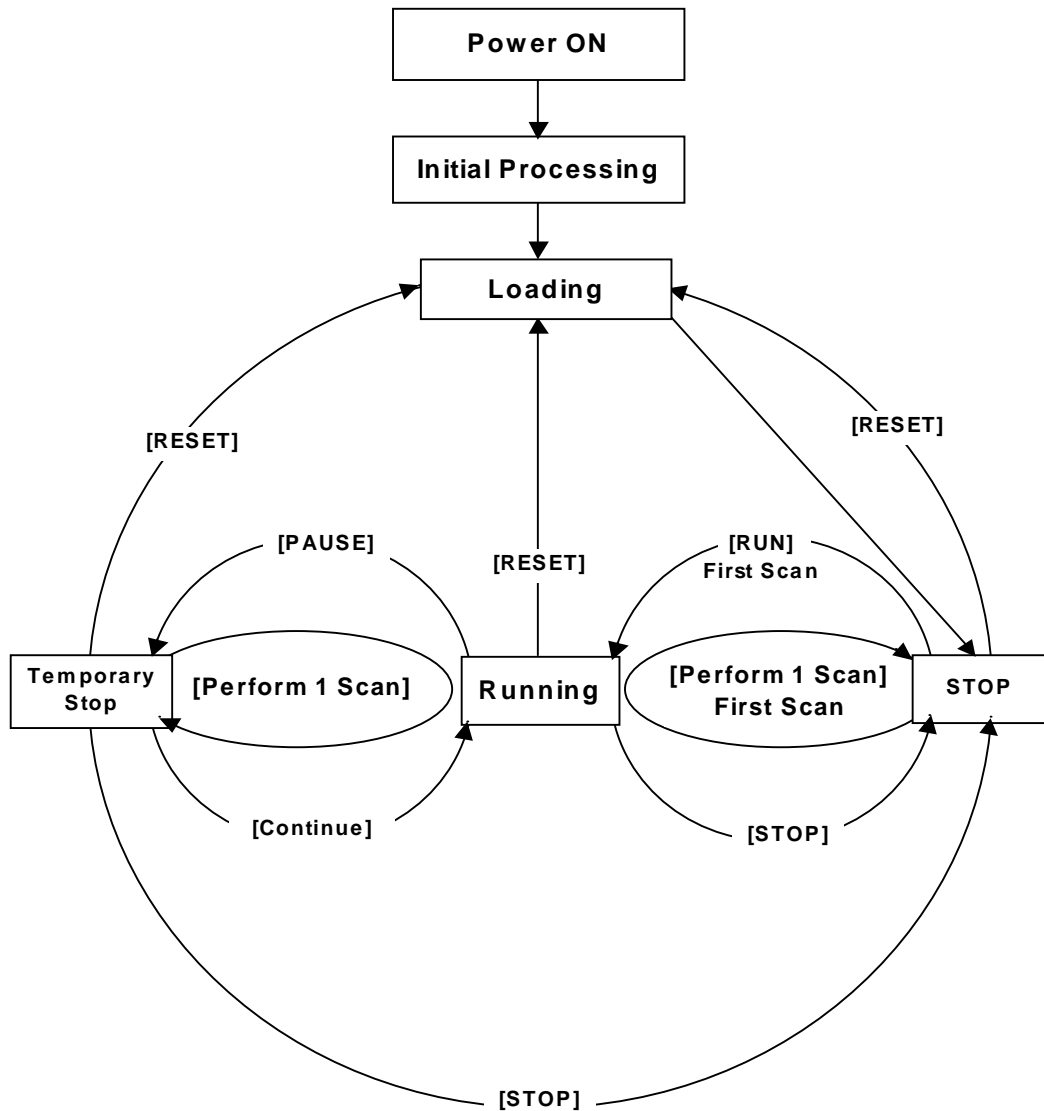 Power ON
Initial Processing
Loading
[RESET]
[RESET]
[PAUSE]
[RESET]
[RUN]
First Scan
Temporary
Stop
[Perform 1 Scan]
Running
[Perform 1 Scan]
First Scan
STOP
[Continue]
[STOP]
[STOP]